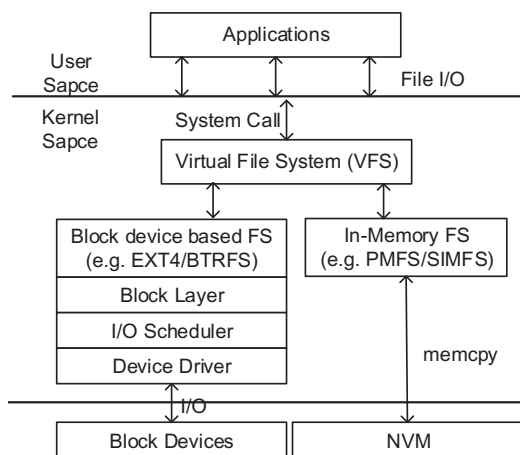 Applications
User
Sapce
File I/O
Kernel
Sapce
System Call
Virtual File System (VFS)
Block device based FS
(e.g. EXT4/BTRFS)
In-Memory FS
(e.g. PMFS/SIMFS)
Block Layer
I/O Scheduler
Device Driver
memcpy
I/O
Block Devices
NVM